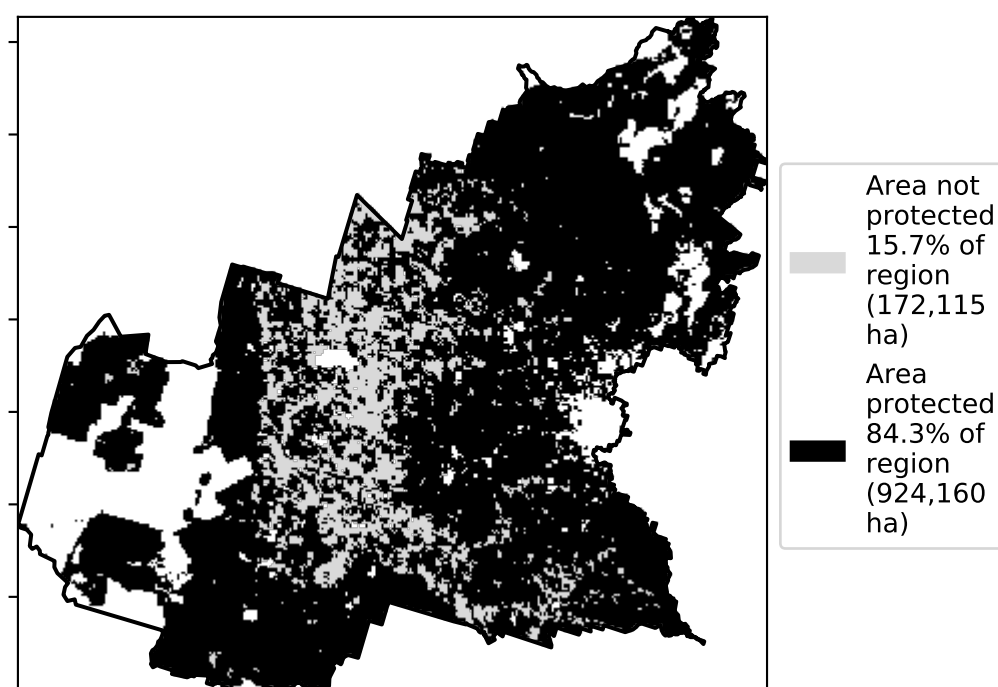 Area not
protected
15.7% of
region
(172,115
ha)
Area
protected
84.3% of
region
(924,160
ha)